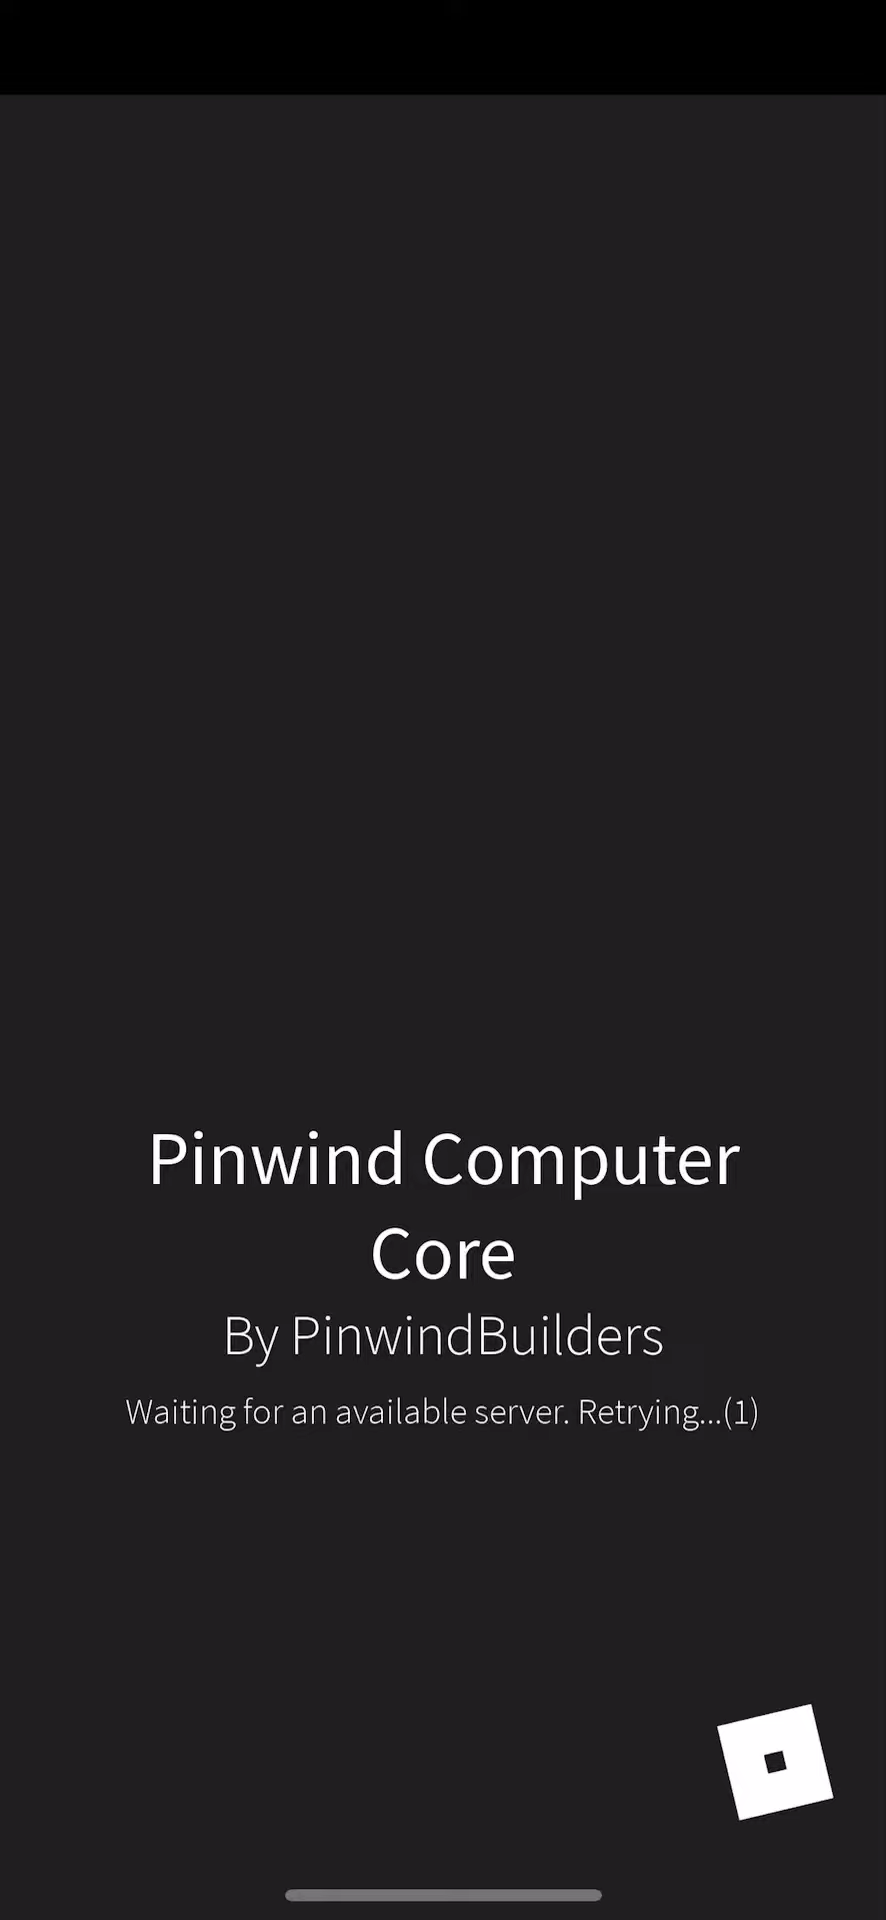 Pinwind Computer
Core
By PinwindBuilders
Waiting for an available server. Retrying...(1)